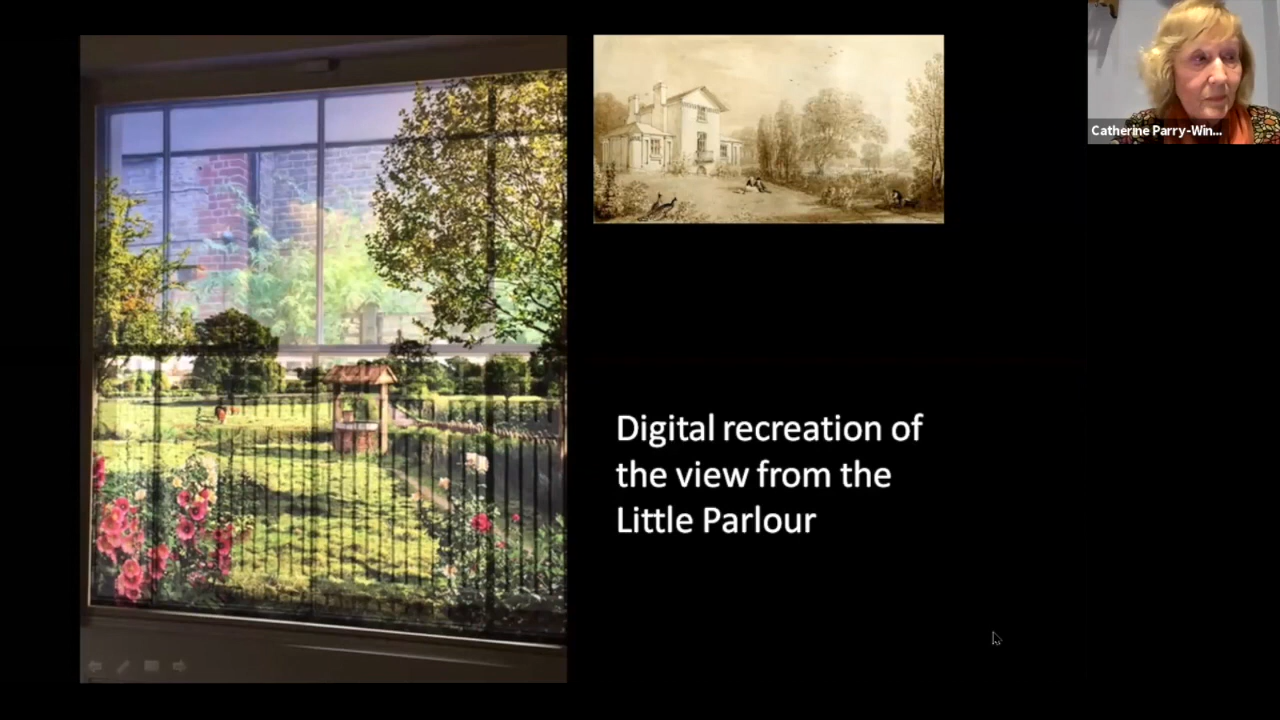 Catherine Parry-Win...
Digital recreation of
the view from the
Little Parlour